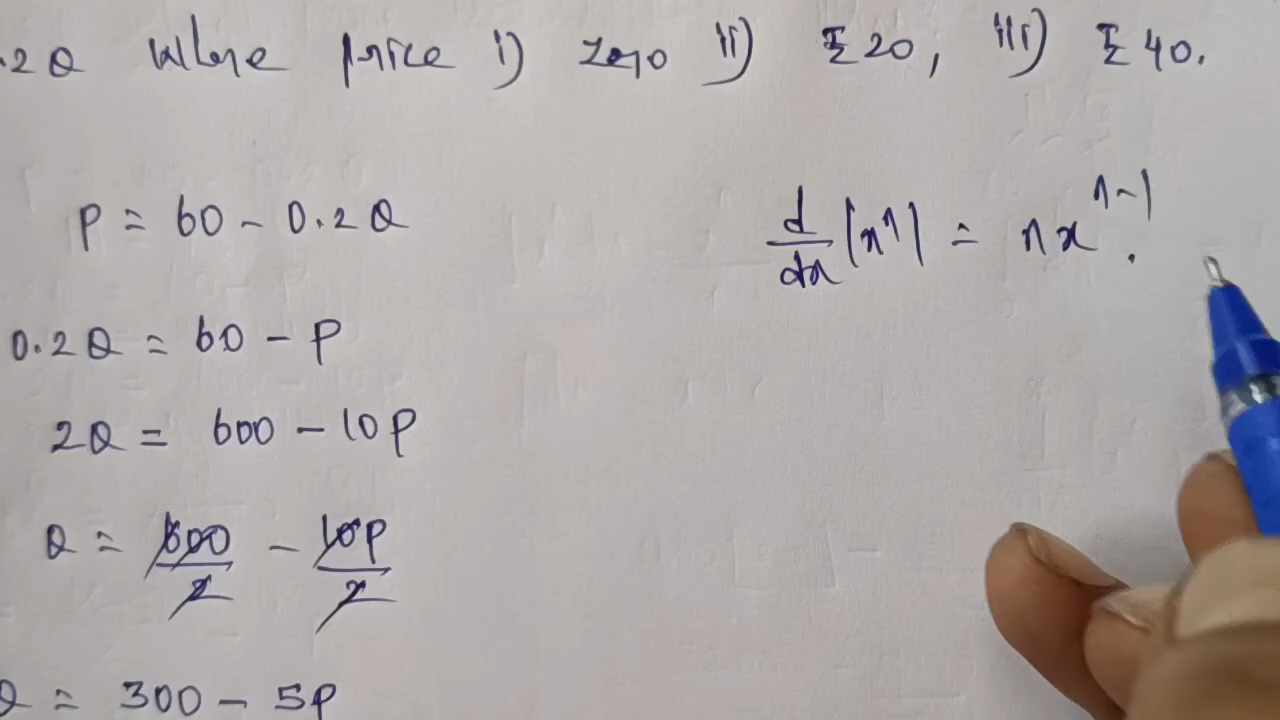 .2Q Where price i) zero ii) ₹20, iii) ₹40.
P = 60 - 0.2Q
d/dx (xⁿ) = nxⁿ⁻¹.
0.2Q = 60 - P
2Q = 600 - 10P
Q = 600/2 - 10P/2
Q = 300 - 5P